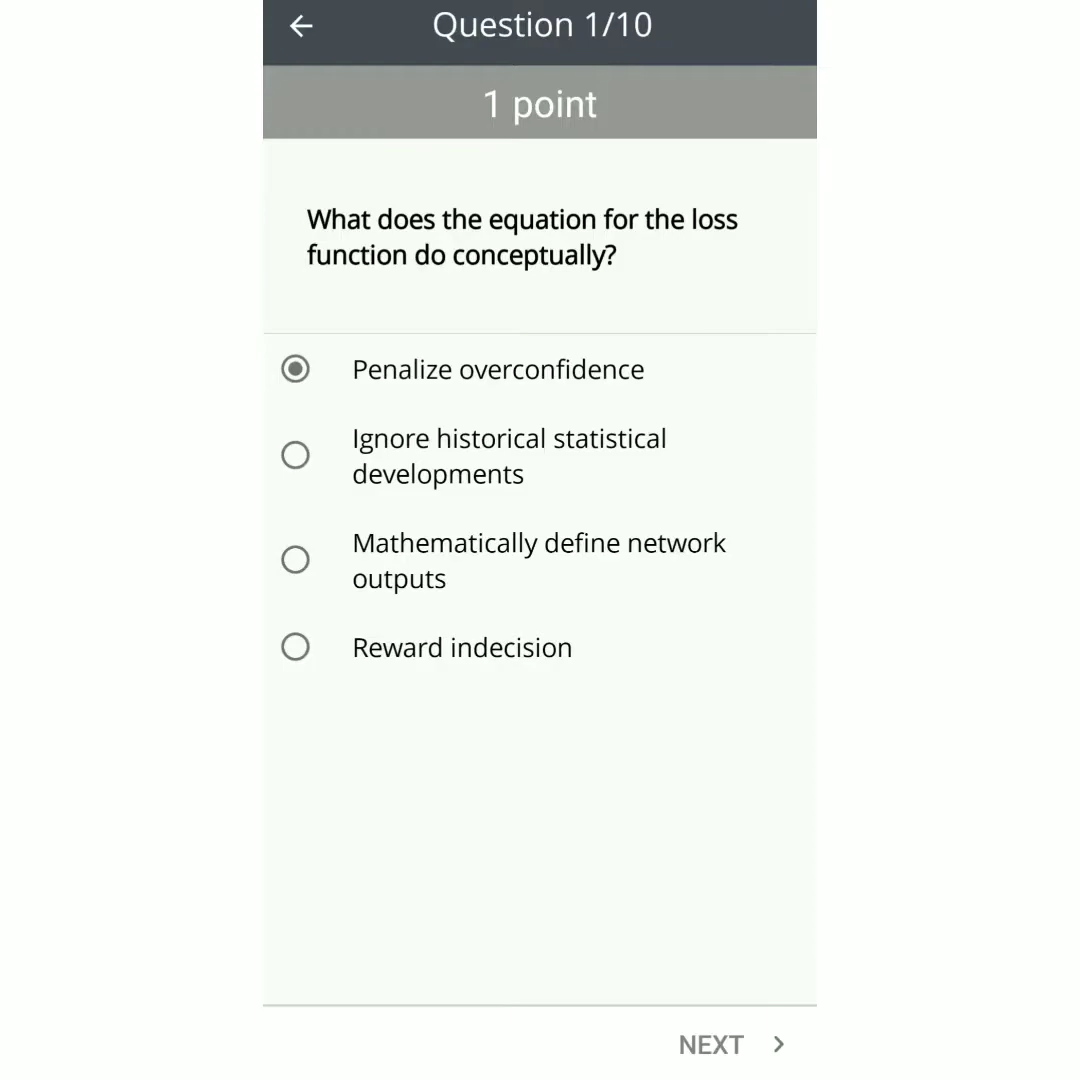 Question 1/10
1 point
What does the equation for the loss
function do conceptually?
Penalize overconfidence
Ignore historical statistical
developments
Mathematically define network
outputs
Reward indecision
NEXT